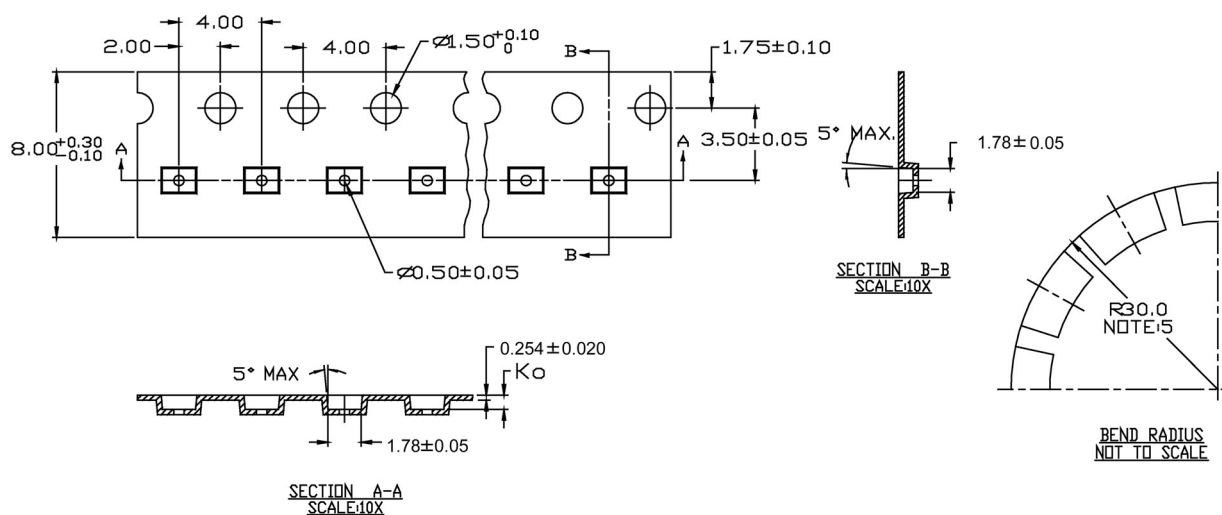 4.00
2.00
4.00
Ø1.50+0.10 0
B
1.75±0.10
8.00+0.30 -0.10
A
A
3.50±0.05
5° MAX.
1.78±0.05
B
Ø0.50±0.05
SECTION B-B
SCALE:10X
R30.0
NOTE:5
5° MAX
0.254±0.020
Ko
1.78±0.05
BEND RADIUS
NOT TO SCALE
SECTION A-A
SCALE:10X